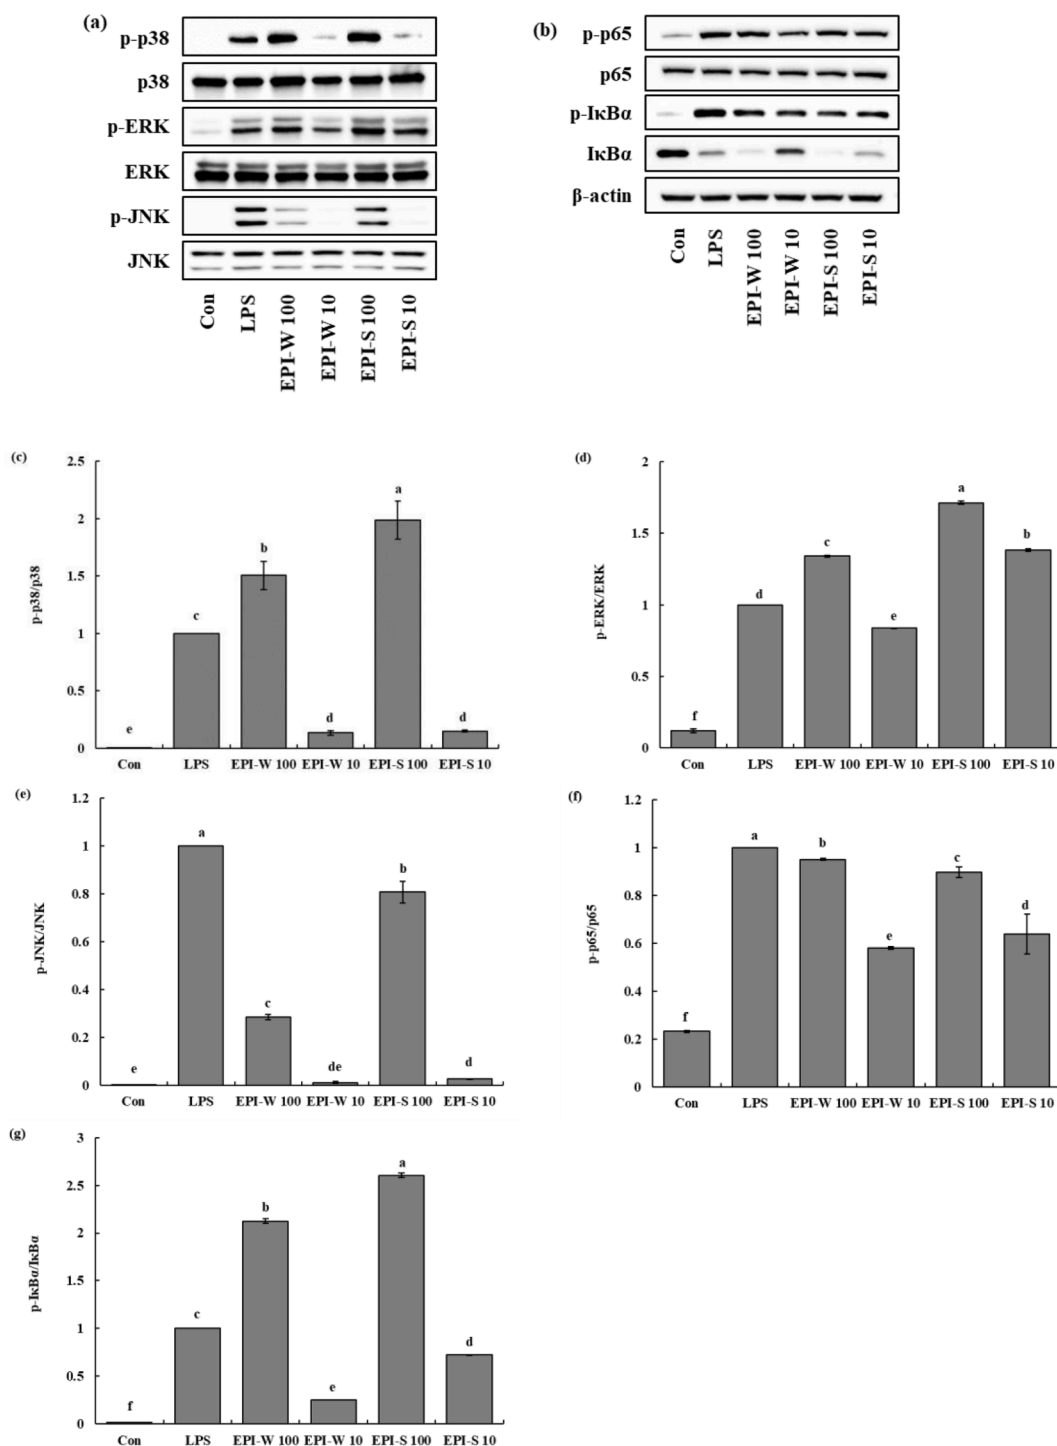 (a)
p-p38
p38
p-ERK
ERK
p-JNK
JNK
Con
LPS
EPI-W 100
EPI-W 10
EPI-S 100
EPI-S 10
(b)
p-p65
p65
p-IκBα
IκBα
β-actin
Con
LPS
EPI-W 100
EPI-W 10
EPI-S 100
EPI-S 10
(c)
p-p38/p38
2.5
2
1.5
1
0.5
0
e
c
b
d
a
d
Con LPS EPI-W 100 EPI-W 10 EPI-S 100 EPI-S 10
(d)
p-ERK/ERK
2
1.5
1
0.5
0
f
d
c
e
a
b
Con LPS EPI-W 100 EPI-W 10 EPI-S 100 EPI-S 10
(e)
p-JNK/JNK
1.2
1
0.8
0.6
0.4
0.2
0
e
a
c
de
b
d
Con LPS EPI-W 100 EPI-W 10 EPI-S 100 EPI-S 10
(f)
p-p65/p65
1.2
1
0.8
0.6
0.4
0.2
0
f
a
b
e
c
d
Con LPS EPI-W 100 EPI-W 10 EPI-S 100 EPI-S 10
(g)
p-IκBα/IκBα
3
2.5
2
1.5
1
0.5
0
f
c
b
e
a
d
Con LPS EPI-W 100 EPI-W 10 EPI-S 100 EPI-S 10